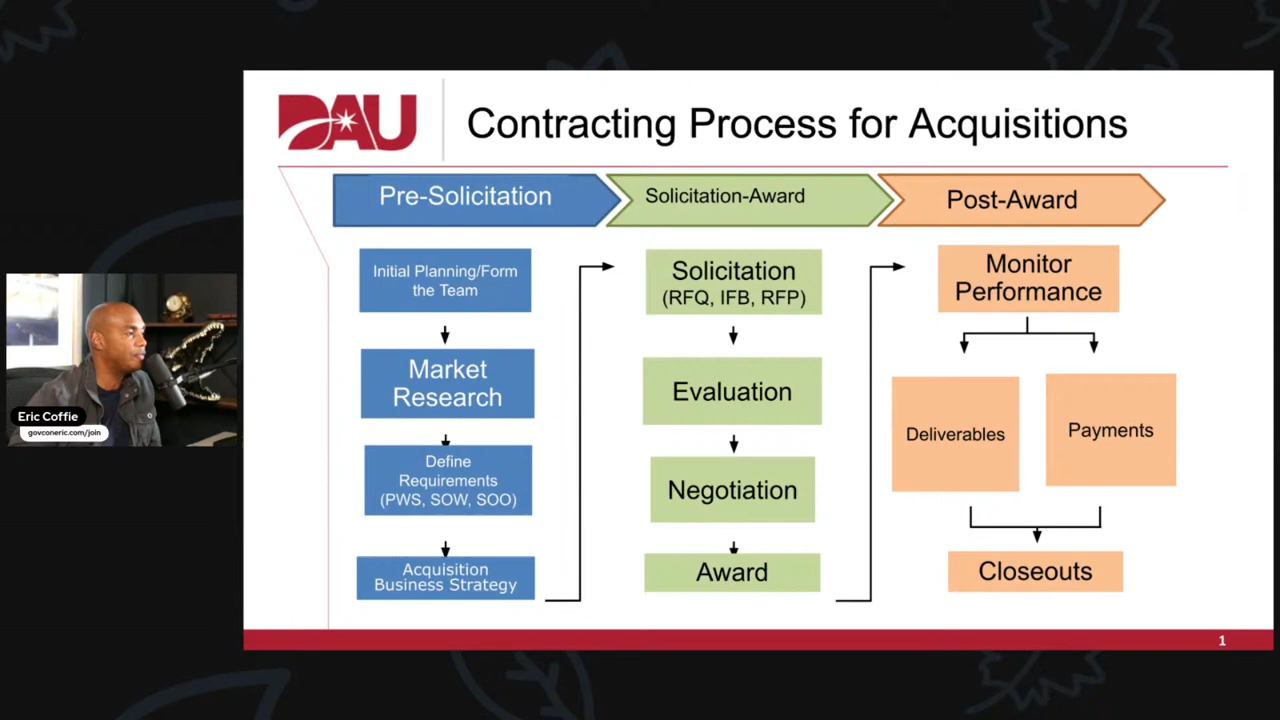 DAU
Contracting Process for Acquisitions
Pre-Solicitation
Solicitation-Award
Post-Award
Initial Planning/Form
the Team
Market
Research
Define
Requirements
(PWS, SOW, SOO)
Acquisition
Business Strategy
Solicitation
(RFQ, IFB, RFP)
Evaluation
Negotiation
Award
Monitor
Performance
Deliverables
Payments
Closeouts
1
Eric Coffie
govconeric.com/join